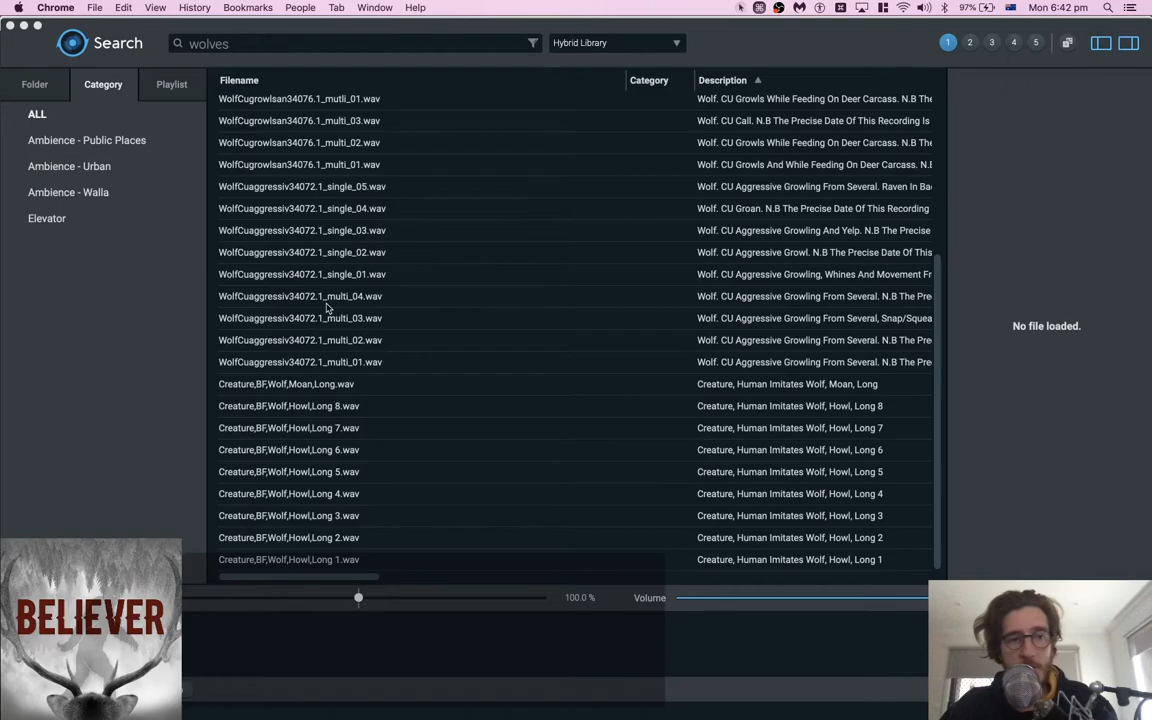 Chrome File Edit View History Bookmarks People Tab Window Help 97% Mon 6:42 pm
Search wolves Hybrid Library 1 2 3 4 5
Folder Category Playlist Filename Category Description
ALL
Ambience - Public Places
Ambience - Urban
Ambience - Walla
Elevator
WolfCugrowlsan34076.1_mutli_01.wav Wolf. CU Growls While Feeding On Deer Carcass. N.B The
WolfCugrowlsan34076.1_multi_03.wav Wolf. CU Call. N.B The Precise Date Of This Recording Is
WolfCugrowlsan34076.1_multi_02.wav Wolf. CU Growls While Feeding On Deer Carcass. N.B The
WolfCugrowlsan34076.1_multi_01.wav Wolf. CU Growls And While Feeding On Deer Carcass. N.B
WolfCuaggressiv34072.1_single_05.wav Wolf. CU Aggressive Growling From Several. Raven In Ba
WolfCuaggressiv34072.1_single_04.wav Wolf. CU Groan. N.B The Precise Date Of This Recording
WolfCuaggressiv34072.1_single_03.wav Wolf. CU Aggressive Growling And Yelp. N.B The Precise
WolfCuaggressiv34072.1_single_02.wav Wolf. CU Aggressive Growl. N.B The Precise Date Of This
WolfCuaggressiv34072.1_single_01.wav Wolf. CU Aggressive Growling, Whines And Movement Fr
WolfCuaggressiv34072.1_multi_04.wav Wolf. CU Aggressive Growling From Several. N.B The Pre
WolfCuaggressiv34072.1_multi_03.wav Wolf. CU Aggressive Growling From Several, Snap/Squea
WolfCuaggressiv34072.1_multi_02.wav Wolf. CU Aggressive Growling From Several. N.B The Pre
WolfCuaggressiv34072.1_multi_01.wav Wolf. CU Aggressive Growling From Several. N.B The Pre
Creature,BF,Wolf,Moan,Long.wav Creature, Human Imitates Wolf, Moan, Long
Creature,BF,Wolf,Howl,Long 8.wav Creature, Human Imitates Wolf, Howl, Long 8
Creature,BF,Wolf,Howl,Long 7.wav Creature, Human Imitates Wolf, Howl, Long 7
Creature,BF,Wolf,Howl,Long 6.wav Creature, Human Imitates Wolf, Howl, Long 6
Creature,BF,Wolf,Howl,Long 5.wav Creature, Human Imitates Wolf, Howl, Long 5
Creature,BF,Wolf,Howl,Long 4.wav Creature, Human Imitates Wolf, Howl, Long 4
Creature,BF,Wolf,Howl,Long 3.wav Creature, Human Imitates Wolf, Howl, Long 3
Creature,BF,Wolf,Howl,Long 2.wav Creature, Human Imitates Wolf, Howl, Long 2
Creature,BF,Wolf,Howl,Long 1.wav Creature, Human Imitates Wolf, Howl, Long 1
No file loaded.
100.0 % Volume
BELIEVER